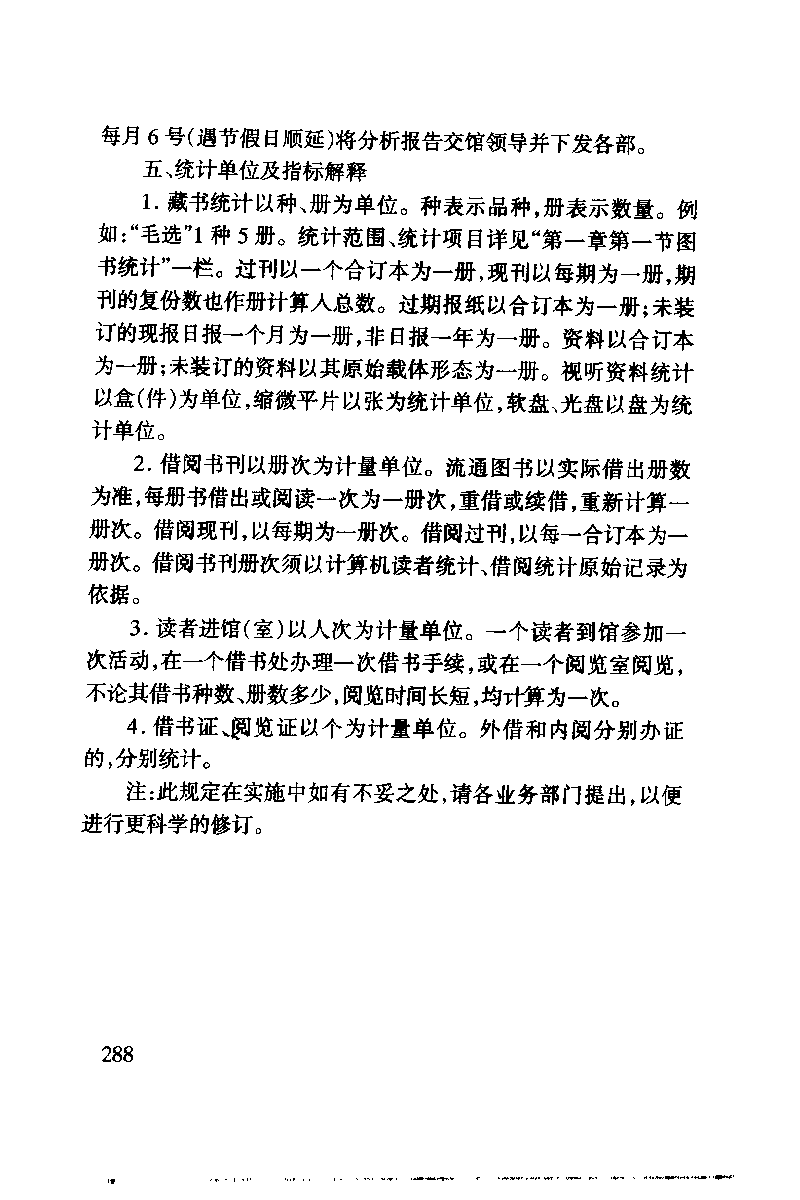 每月6号(遇节假日顺延)将分析报告交馆领导并下发各部。
五、统计单位及指标解释
1. 藏书统计以种、册为单位。种表示品种,册表示数量。例
如:“毛选”1种5册。统计范围、统计项目详见“第一章第一节图
书统计”一栏。过刊以一个合订本为一册,现刊以每期为一册,期
刊的复份数也作册计算人总数。过期报纸以合订本为一册;未装
订的现报日报一个月为一册,非日报一年为一册。资料以合订本
为一册;未装订的资料以其原始载体形态为一册。视听资料统计
以盒(件)为单位,缩微平片以张为统计单位,软盘、光盘以盘为统
计单位。
2. 借阅书刊以册次为计量单位。流通图书以实际借出册数
为准,每册书借出或阅读一次为一册次,重借或续借,重新计算一
册次。借阅现刊,以每期为一册次。借阅过刊,以每一合订本为一
册次。借阅书刊册次须以计算机读者统计、借阅统计原始记录为
依据。
3. 读者进馆(室)以人次为计量单位。一个读者到馆参加一
次活动,在一个借书处办理一次借书手续,或在一个阅览室阅览,
不论其借书种数、册数多少,阅览时间长短,均计算为一次。
4. 借书证、阅览证以个为计量单位。外借和内阅分别办证
的,分别统计。
注:此规定在实施中如有不妥之处,请各业务部门提出,以便
进行更科学的修订。
288